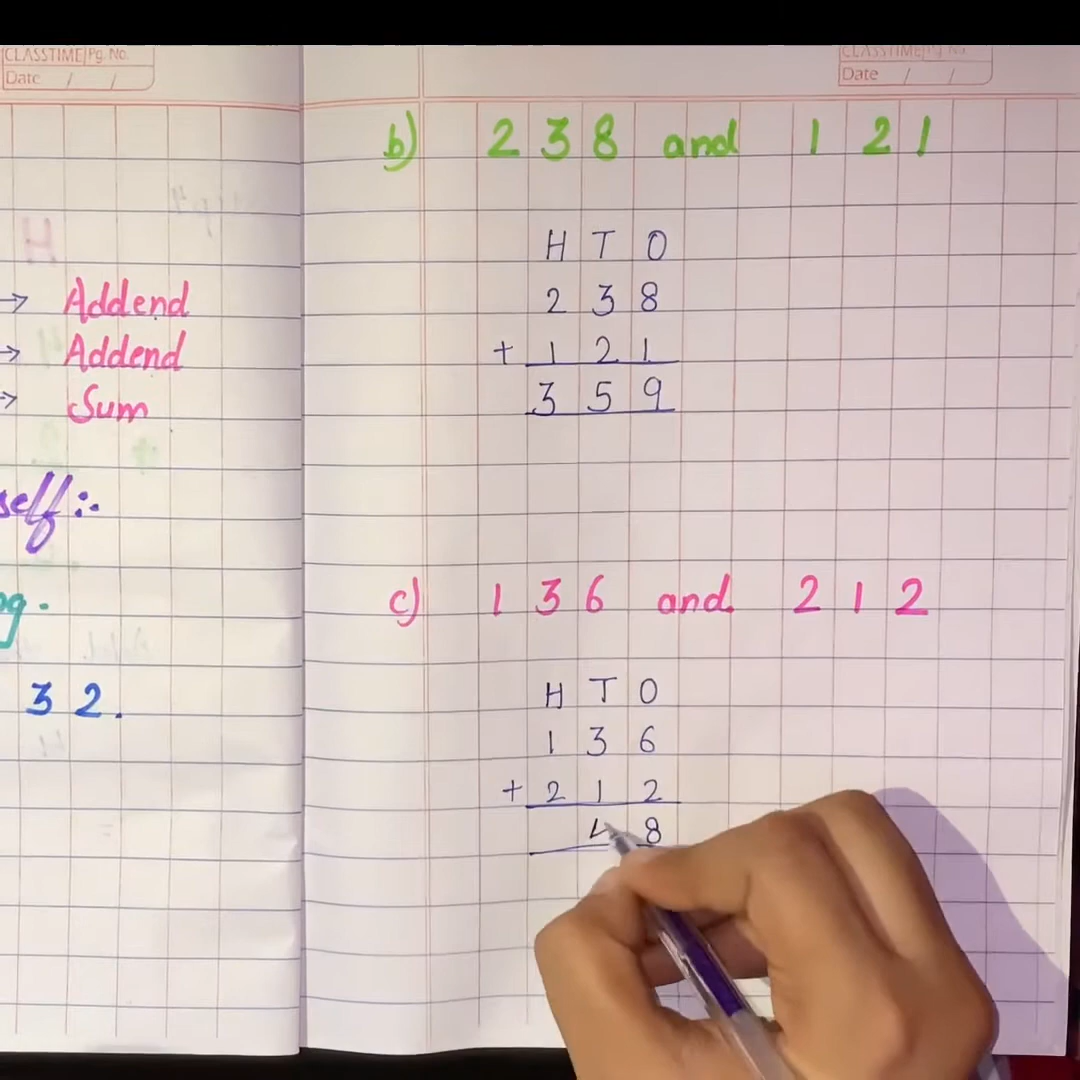 CLASSTIME Pg. No.
Date / /
→ Addend
→ Addend
→ Sum
self :-
32.
CLASSTIME Pg. No.
Date / /
b) 238 and 121
H T O
2 3 8
+ 1 2 1
3 5 9
c) 136 and 212
H T O
1 3 6
+ 2 1 2
4 8